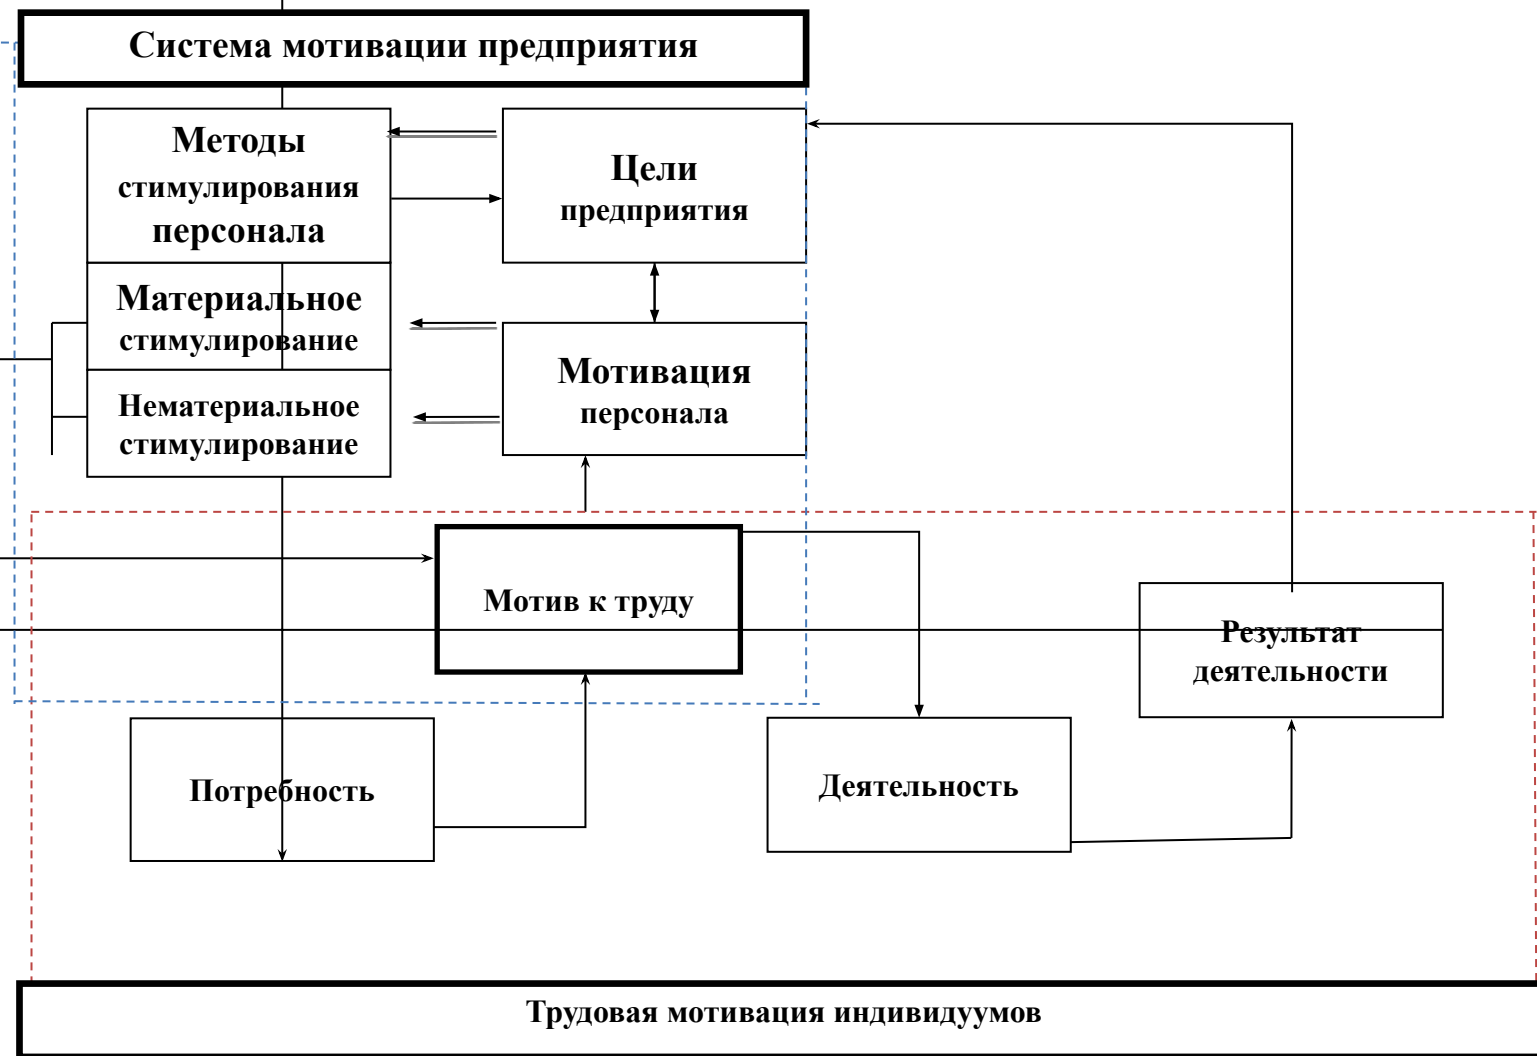 Система мотивации предприятия
Методы
стимулирования
персонала
Цели
предприятия
Материальное
стимулирование
Мотивация
персонала
Нематериальное
стимулирование
Мотив к труду
Результат
деятельности
Потребность
Деятельность
Трудовая мотивация индивидуумов